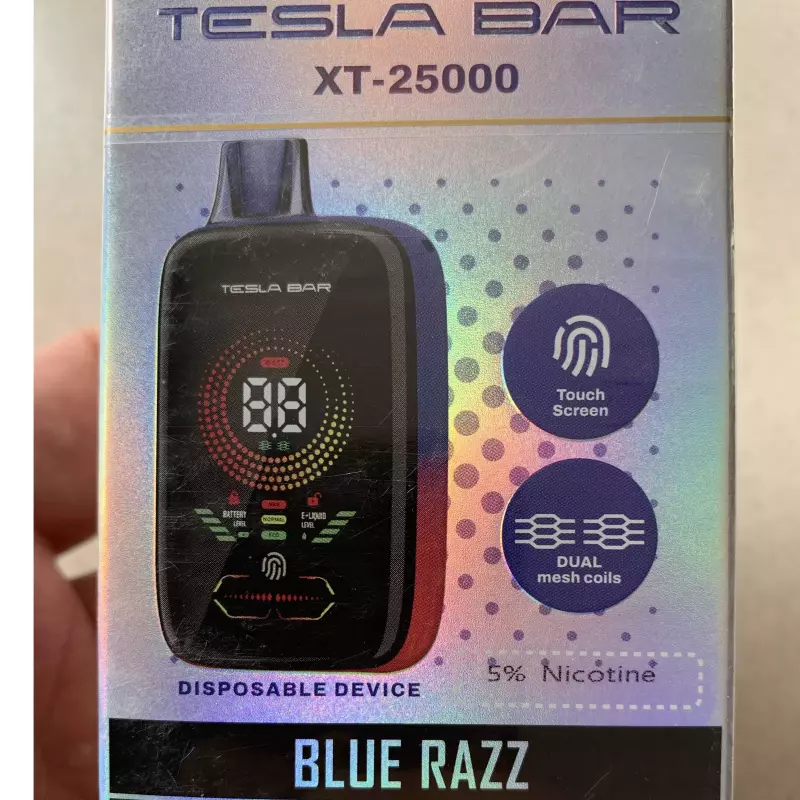 TESLA BAR
XT-25000
TESLA BAR
88
BATTERY
LEVEL
NORMAL
ECO
E-LIQUID
LEVEL
Touch
Screen
DUAL
mesh coils
5% Nicotine
DISPOSABLE DEVICE
BLUE RAZZ